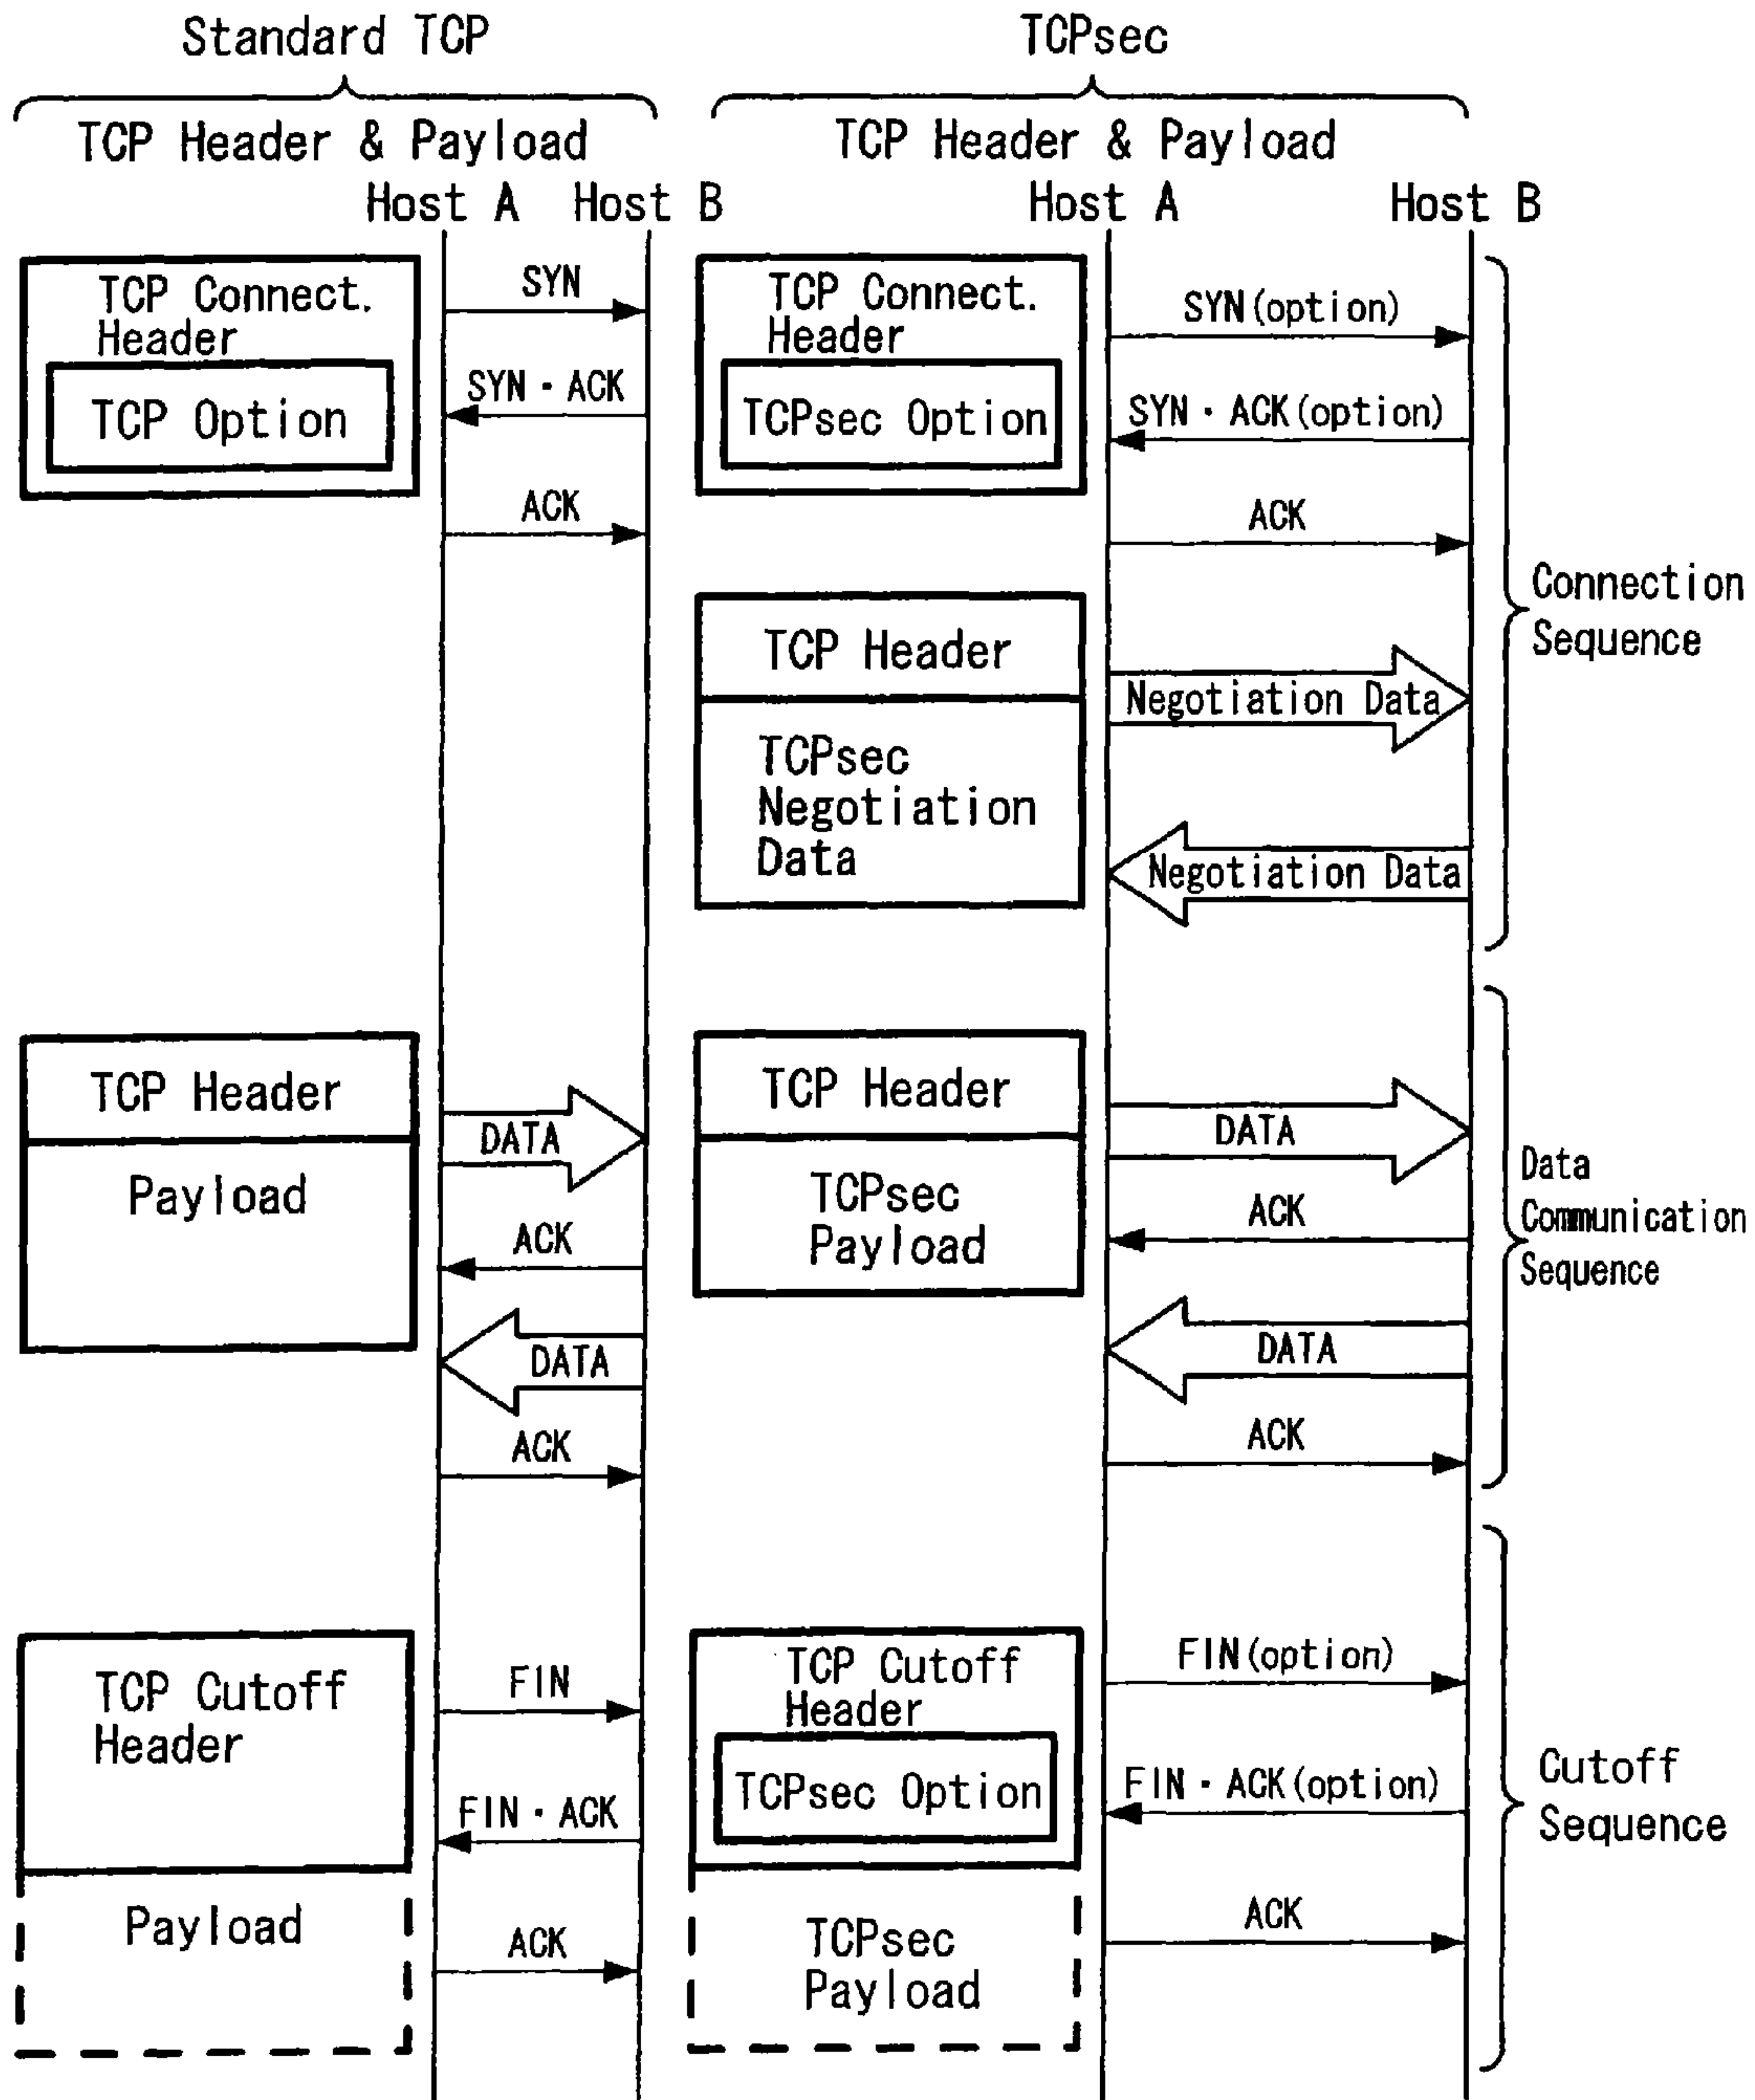 Standard TCP
TCP Header & Payload
Host A Host B
TCP Connect.
Header
TCP Option
SYN
SYN・ACK
ACK
TCP Header
Payload
DATA
ACK
DATA
ACK
TCP Cutoff
Header
Payload
FIN
FIN・ACK
ACK
TCPsec
TCP Header & Payload
Host A Host B
TCP Connect.
Header
TCPsec Option
SYN(option)
SYN・ACK(option)
ACK
TCP Header
TCPsec
Negotiation
Data
Negotiation Data
Negotiation Data
Connection
Sequence
TCP Header
TCPsec
Payload
DATA
ACK
DATA
ACK
Data
Communication
Sequence
TCP Cutoff
Header
TCPsec Option
TCPsec
Payload
FIN(option)
FIN・ACK(option)
ACK
Cutoff
Sequence